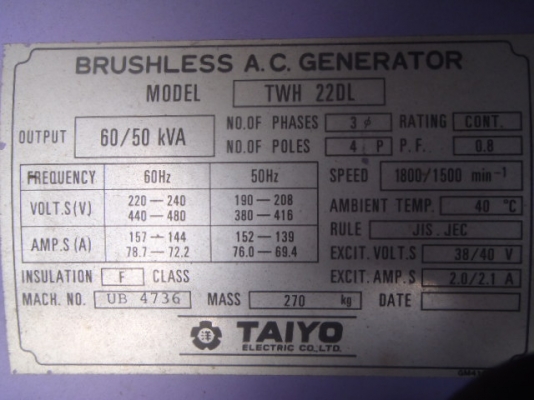 BRUSHLESS A.C. GENERATOR
MODEL TWH 22DL
OUTPUT 60/50 kVA
NO.OF PHASES 3 ø RATING CONT.
NO.OF POLES 4 P P.F. 0.8
FREQUENCY 60Hz 50Hz
SPEED 1800/1500 min⁻¹
VOLT.S(V) 220 — 240 190 — 208
440 — 480 380 — 416
AMBIENT TEMP. 40 °C
AMP.S (A) 157 — 144 152 — 139
78.7 — 72.2 76.0 — 69.4
RULE JIS.JEC
EXCIT.VOLT.S 38/40 V
INSULATION F CLASS
EXCIT.AMP.S 2.0/2.1 A
MACH. NO. UB 4736 MASS 270 kg DATE
TAIYO
ELECTRIC CO.,LTD.